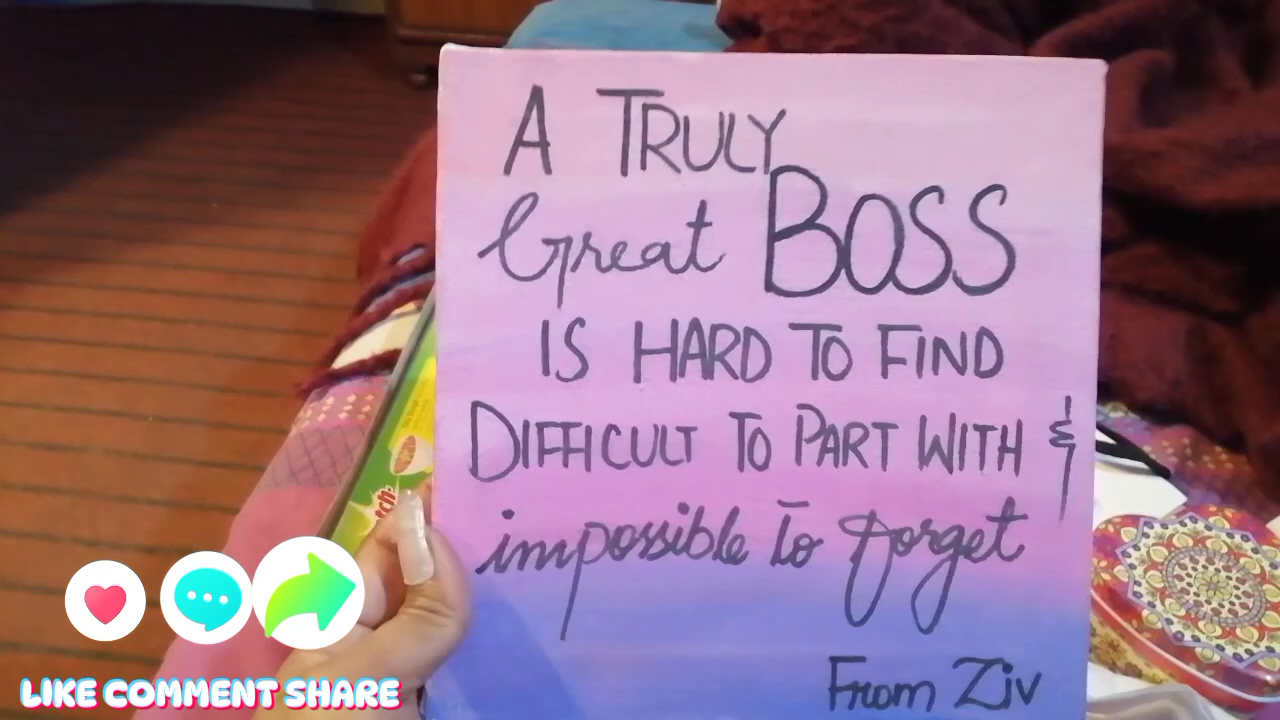 A TRULY
Great BOSS
IS HARD TO FIND
DIFFICULT TO PART WITH &
impossible to forget
From Ziv
tch
LIKE COMMENT SHARE